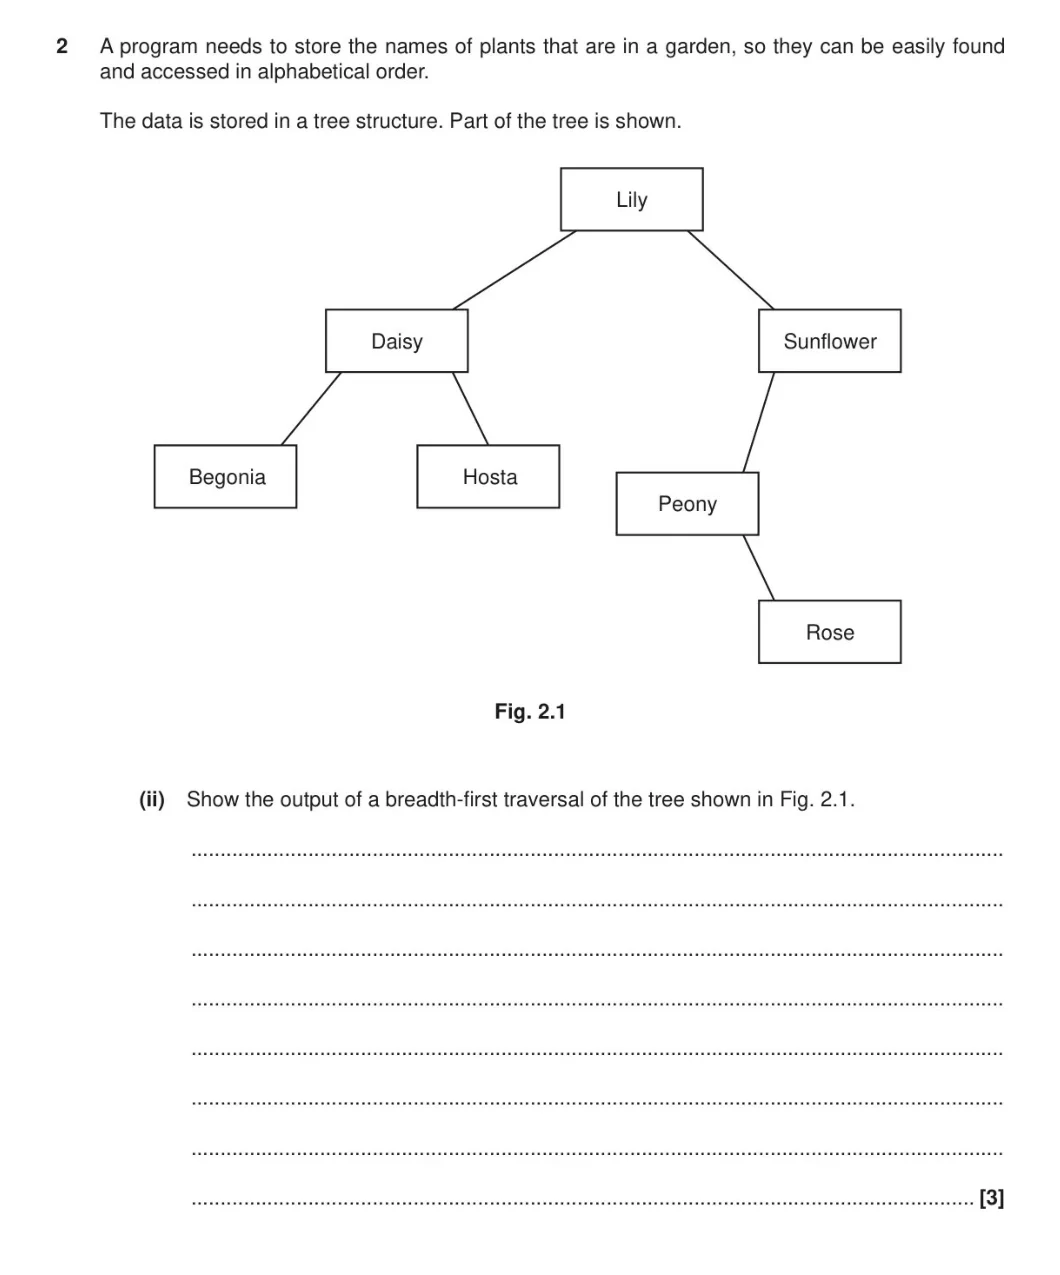 2 A program needs to store the names of plants that are in a garden, so they can be easily found
and accessed in alphabetical order.
The data is stored in a tree structure. Part of the tree is shown.
Lily
Daisy
Sunflower
Begonia
Hosta
Peony
Rose
Fig. 2.1
(ii) Show the output of a breadth-first traversal of the tree shown in Fig. 2.1.
[3]